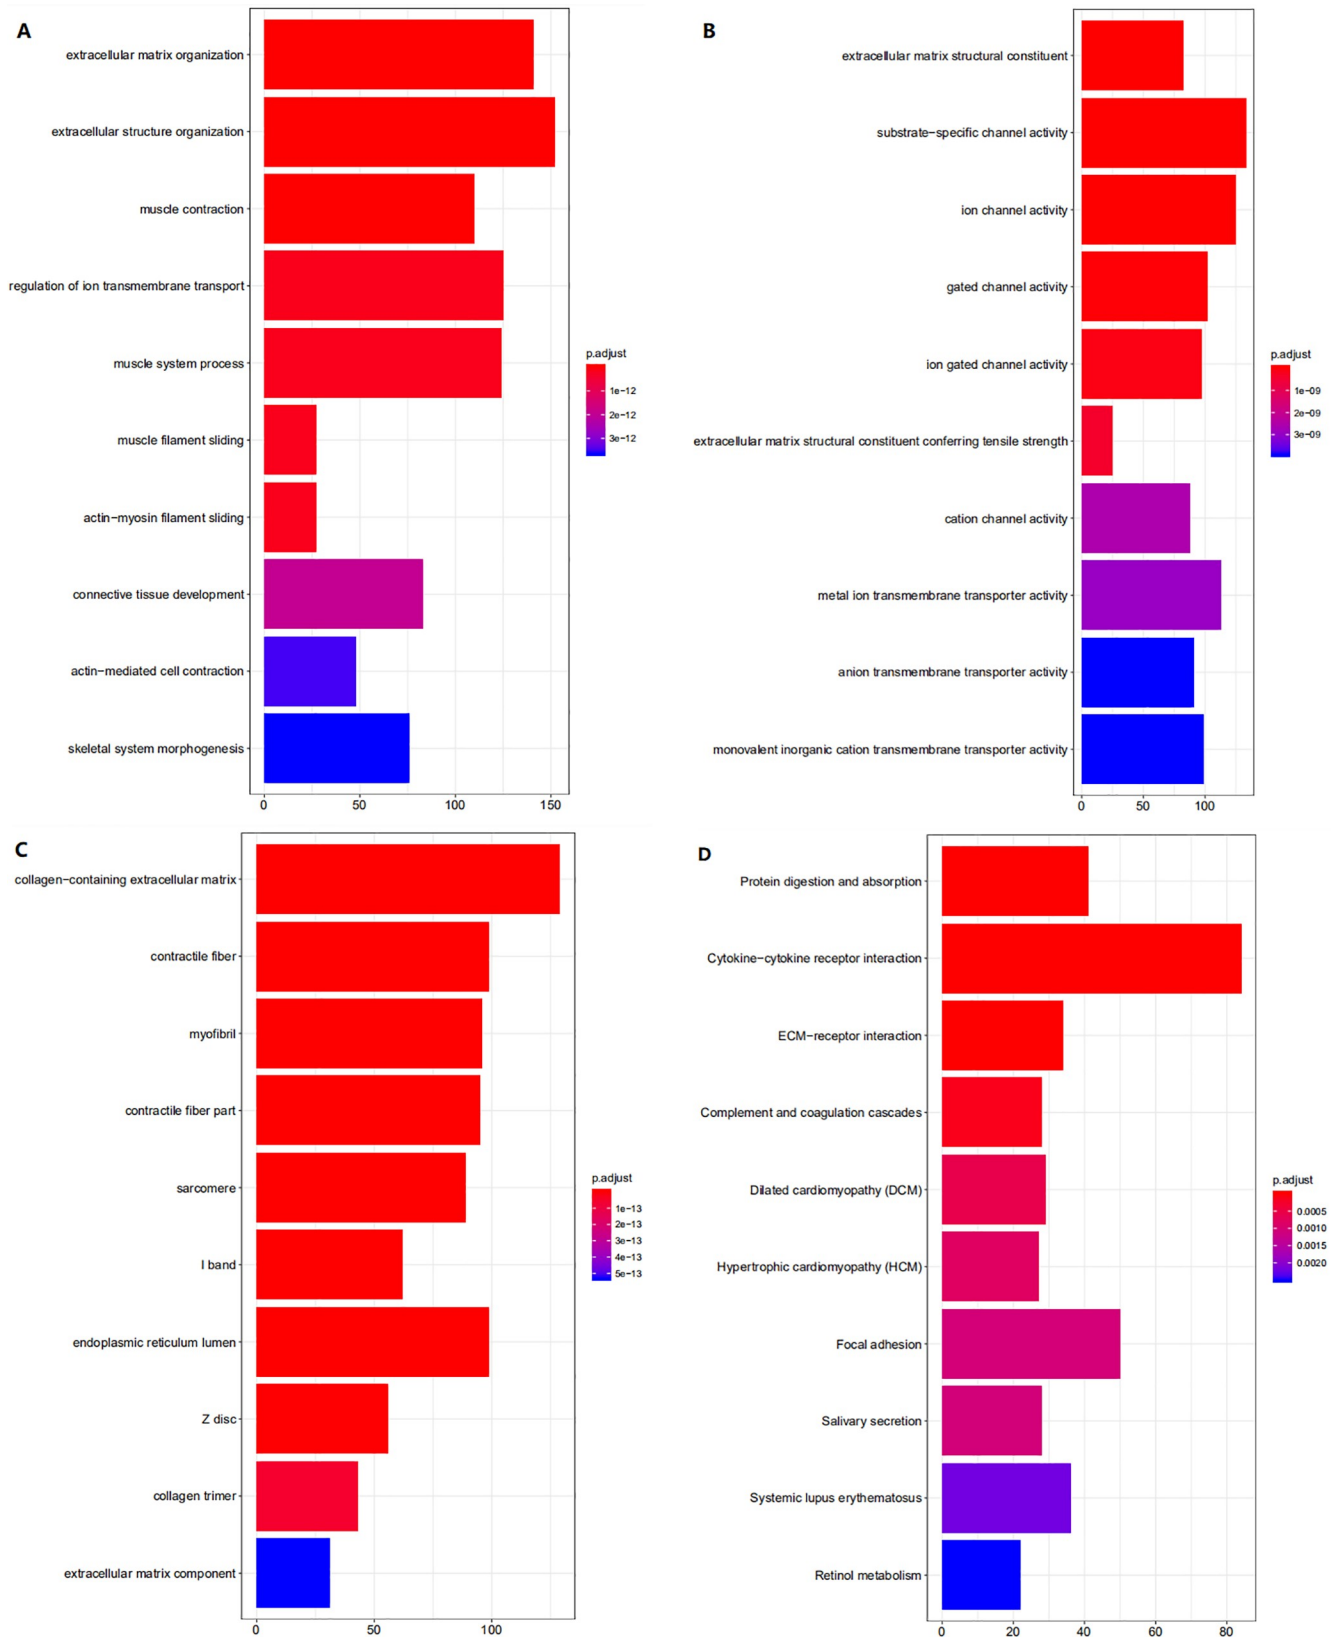 A
extracellular matrix organization
extracellular structure organization
muscle contraction
regulation of ion transmembrane transport
muscle system process
muscle filament sliding
actin−myosin filament sliding
connective tissue development
actin−mediated cell contraction
skeletal system morphogenesis
0 50 100 150
p.adjust
1e−12
2e−12
3e−12
B
extracellular matrix structural constituent
substrate−specific channel activity
ion channel activity
gated channel activity
ion gated channel activity
extracellular matrix structural constituent conferring tensile strength
cation channel activity
metal ion transmembrane transporter activity
anion transmembrane transporter activity
monovalent inorganic cation transmembrane transporter activity
0 50 100
p.adjust
1e−09
2e−09
3e−09
C
collagen−containing extracellular matrix
contractile fiber
myofibril
contractile fiber part
sarcomere
I band
endoplasmic reticulum lumen
Z disc
collagen trimer
extracellular matrix component
0 50 100
p.adjust
1e−13
2e−13
3e−13
4e−13
5e−13
D
Protein digestion and absorption
Cytokine−cytokine receptor interaction
ECM−receptor interaction
Complement and coagulation cascades
Dilated cardiomyopathy (DCM)
Hypertrophic cardiomyopathy (HCM)
Focal adhesion
Salivary secretion
Systemic lupus erythematosus
Retinol metabolism
0 20 40 60 80
p.adjust
0.0005
0.0010
0.0015
0.0020